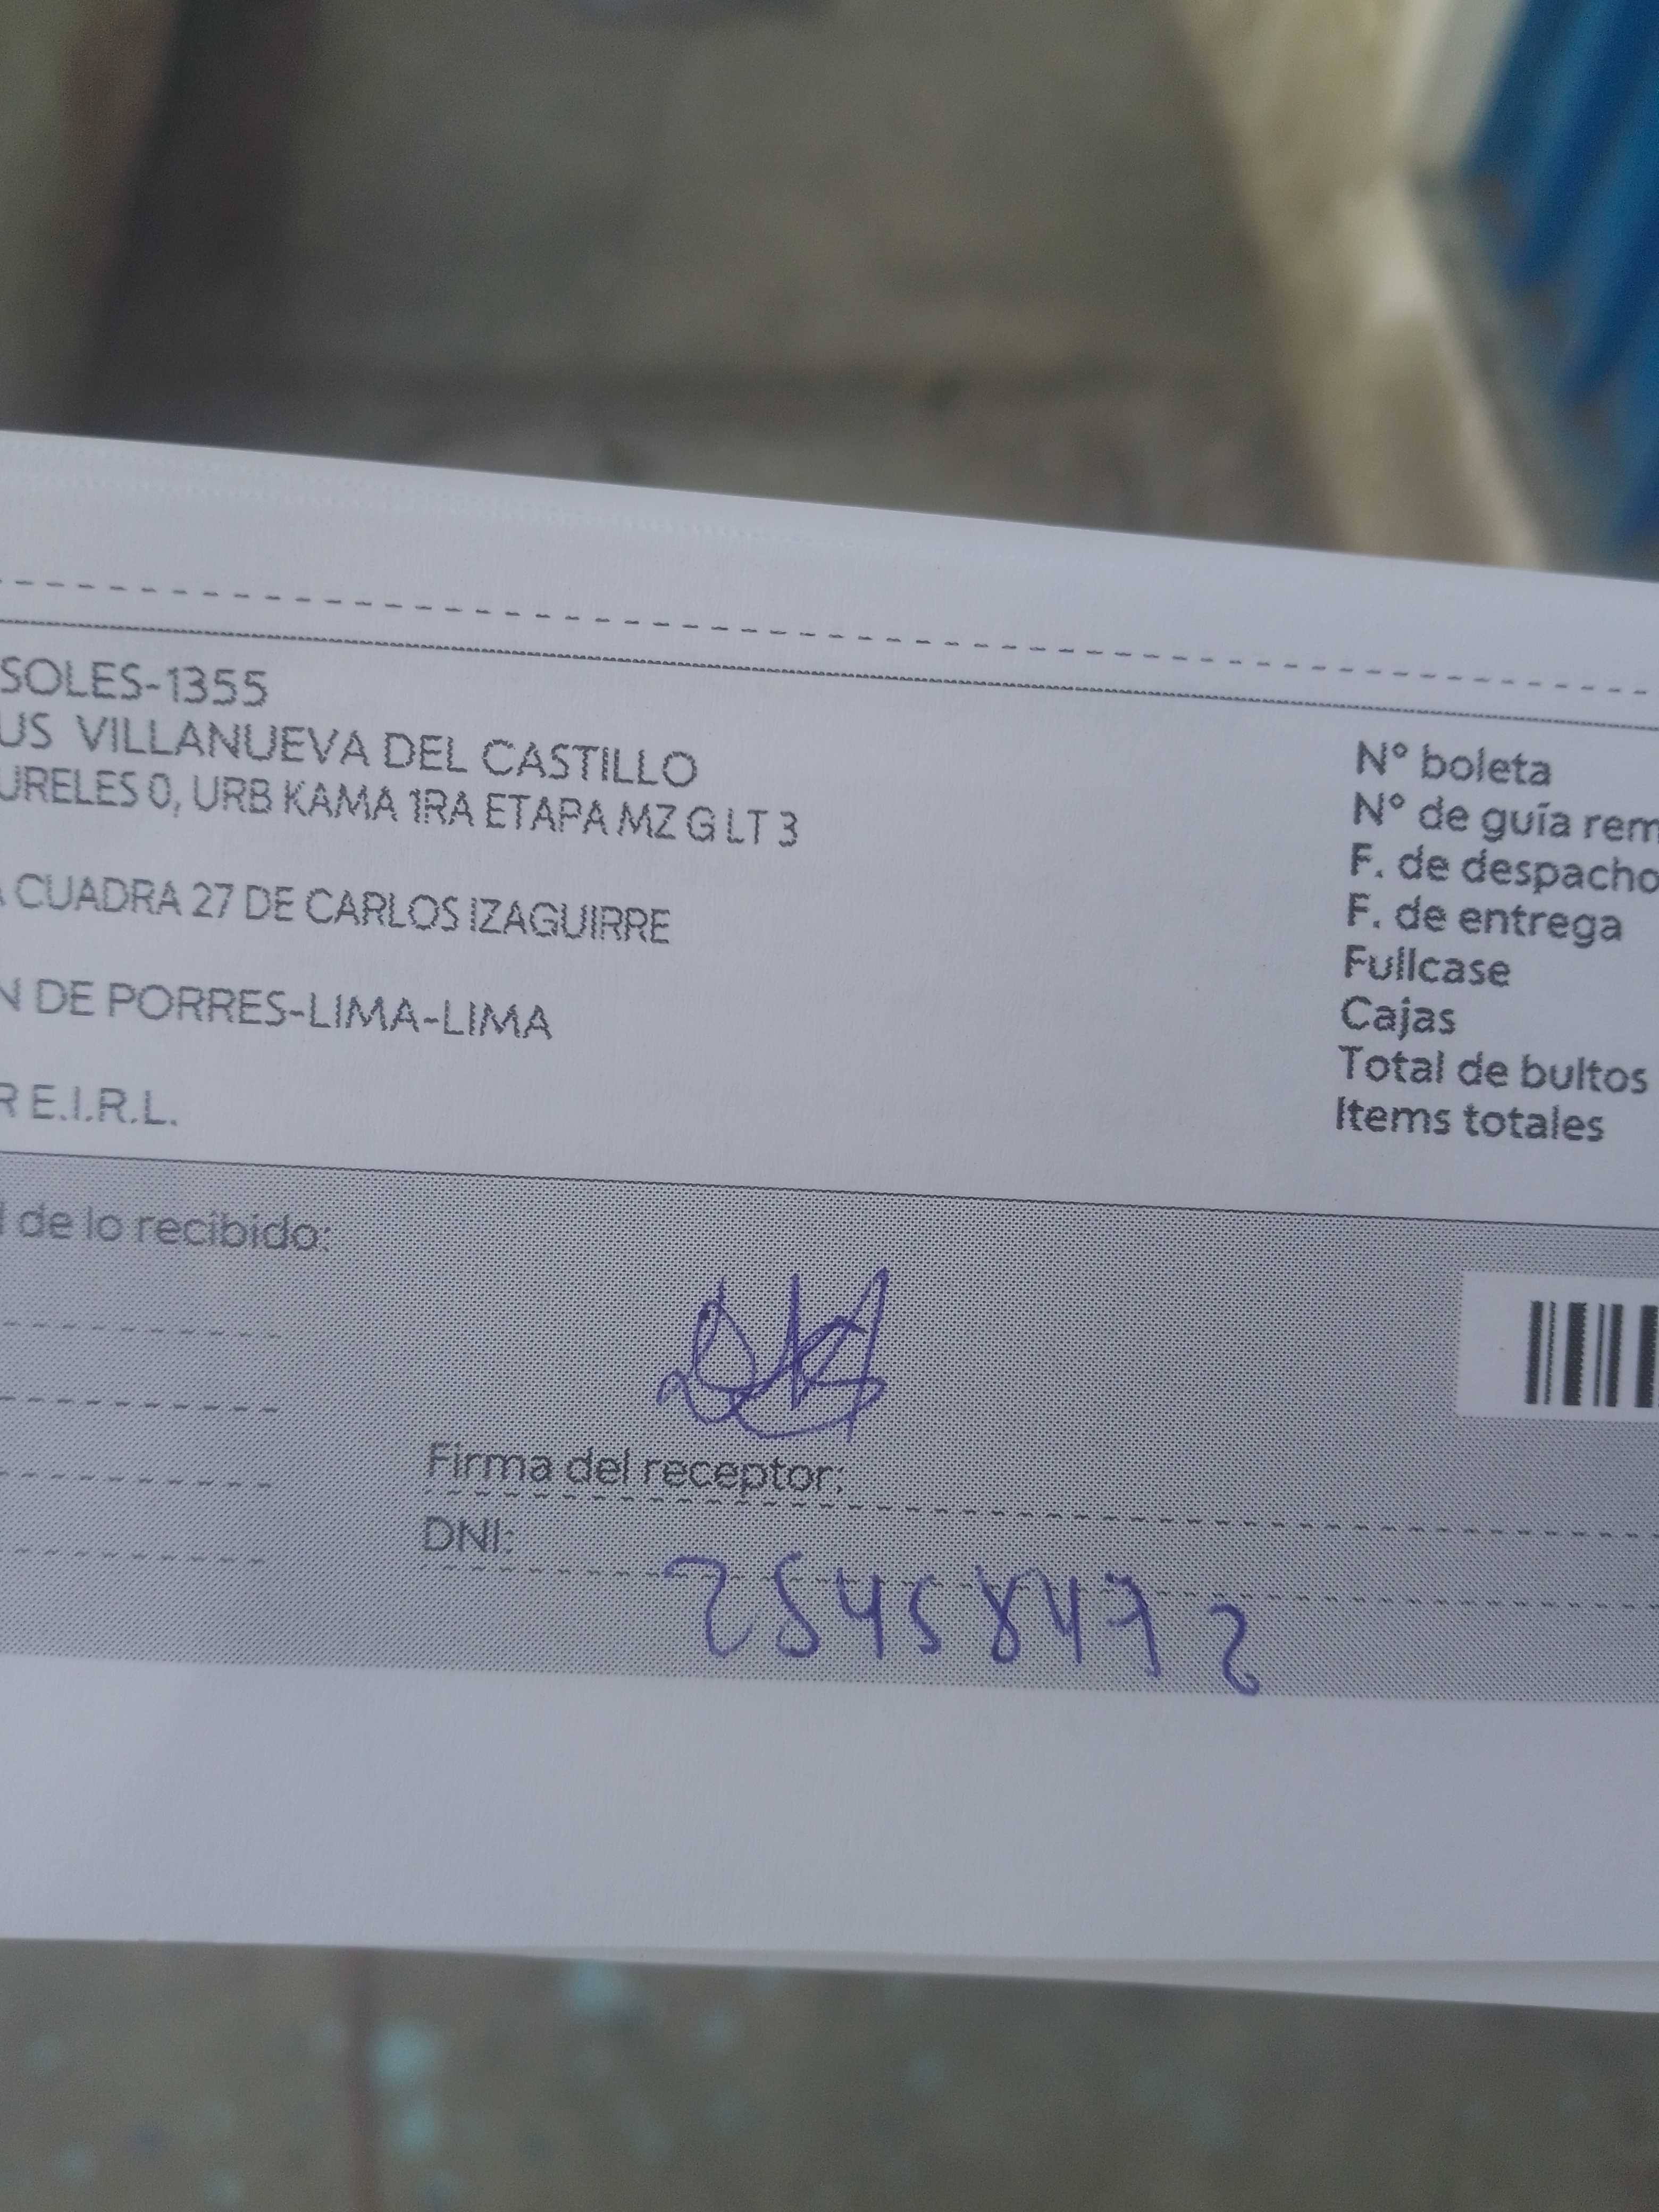 SOLES-1355
US VILLANUEVA DEL CASTILLO
URELES 0, URB KAMA 1RA ETAPA MZ G LT 3
CUADRA 27 DE CARLOS IZAGUIRRE
N DE PORRES-LIMA-LIMA
R E.I.R.L.
N° boleta
N° de guía rem
F. de despacho
F. de entrega
Fullcase
Cajas
Total de bultos
Items totales
de lo recibido:
Firma del receptor:
DNI: 25458472